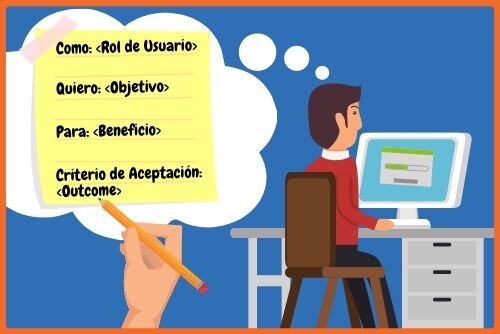 Como: <Rol de Usuario>
Quiero: <Objetivo>
Para: <Beneficio>
Criterio de Aceptación:
<Outcome>